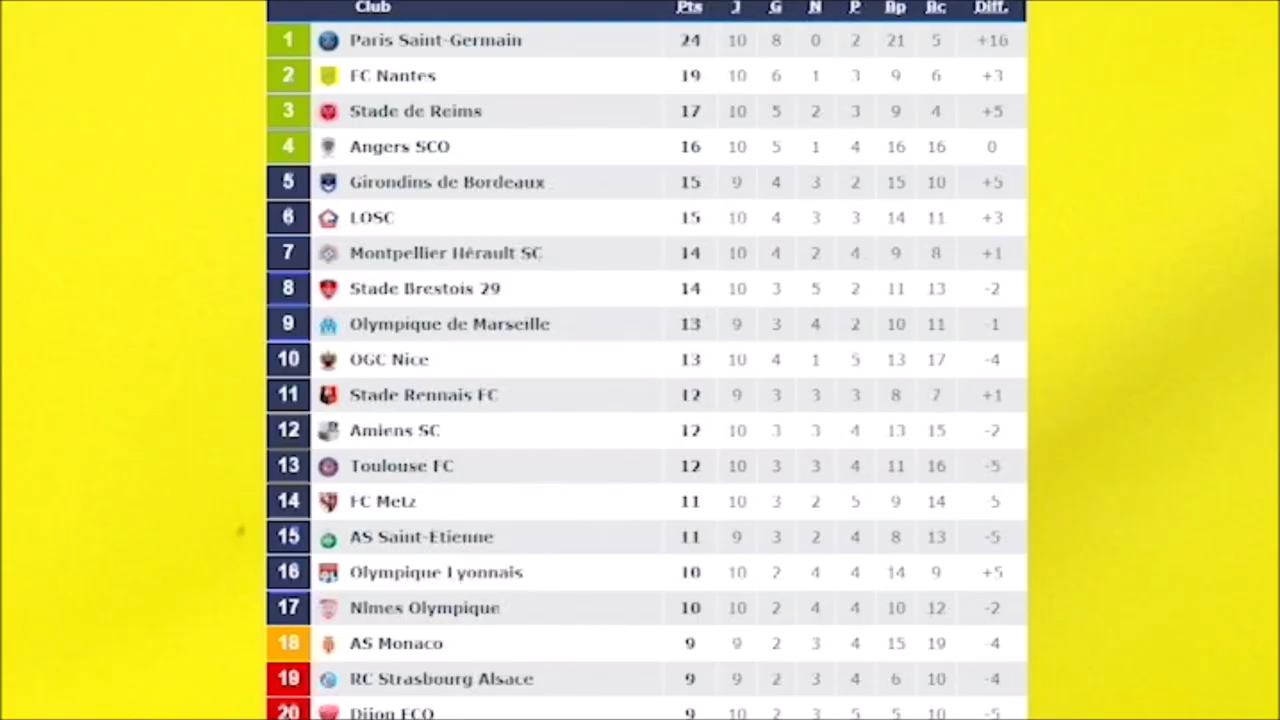 Club Pts J G N P Bp Bc Diff.
1 Paris Saint-Germain 24 10 8 0 2 21 5 +16
2 FC Nantes 19 10 6 1 3 9 6 +3
3 Stade de Reims 17 10 5 2 3 9 4 +5
4 Angers SCO 16 10 5 1 4 16 16 0
5 Girondins de Bordeaux 15 9 4 3 2 15 10 +5
6 LOSC 15 10 4 3 3 14 11 +3
7 Montpellier Hérault SC 14 10 4 2 4 9 8 +1
8 Stade Brestois 29 14 10 3 5 2 11 13 -2
9 Olympique de Marseille 13 9 3 4 2 10 11 -1
10 OGC Nice 13 10 4 1 5 13 17 -4
11 Stade Rennais FC 12 9 3 3 3 8 7 +1
12 Amiens SC 12 10 3 3 4 13 15 -2
13 Toulouse FC 12 10 3 3 4 11 16 -5
14 FC Metz 11 10 3 2 5 9 14 -5
15 AS Saint-Etienne 11 9 3 2 4 8 13 -5
16 Olympique Lyonnais 10 10 2 4 4 14 9 +5
17 Nîmes Olympique 10 10 2 4 4 10 12 -2
18 AS Monaco 9 9 2 3 4 15 19 -4
19 RC Strasbourg Alsace 9 9 2 3 4 6 10 -4
20 Dijon FCO 9 10 2 3 5 5 10 -5